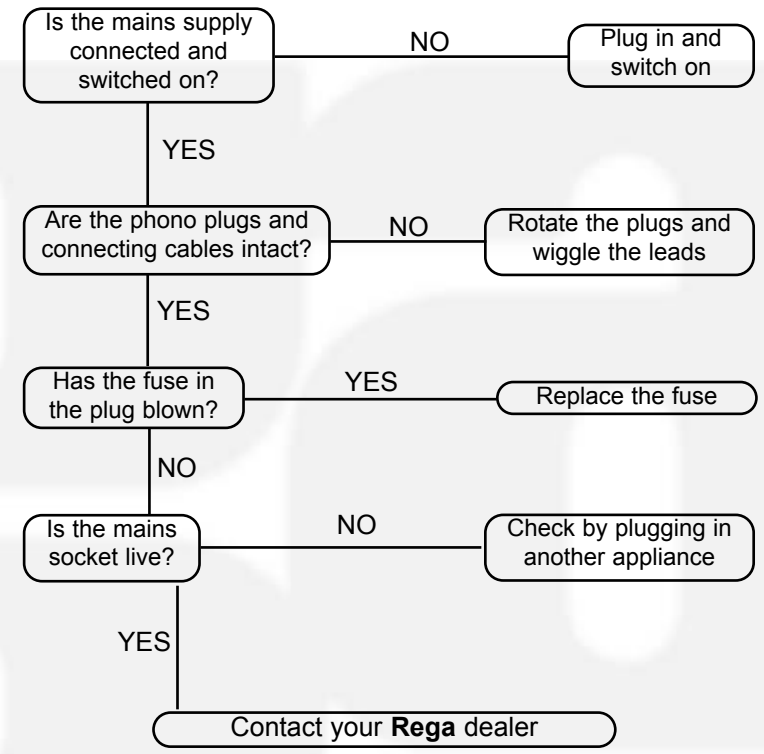 Is the mains supply
connected and
switched on?
NO
Plug in and
switch on
YES
Are the phono plugs and
connecting cables intact?
NO
Rotate the plugs and
wiggle the leads
YES
Has the fuse in
the plug blown?
YES
Replace the fuse
NO
Is the mains
socket live?
NO
Check by plugging in
another appliance
YES
Contact your Rega dealer